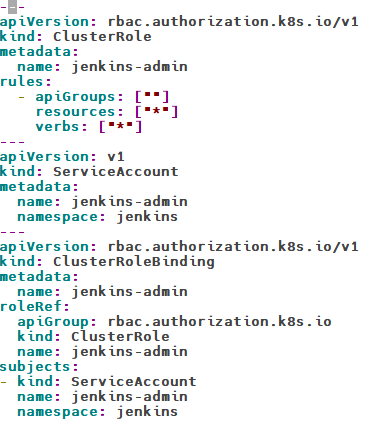 ---
apiVersion: rbac.authorization.k8s.io/v1
kind: ClusterRole
metadata:
  name: jenkins-admin
rules:
  - apiGroups: [""]
    resources: ["*"]
    verbs: ["*"]
---
apiVersion: v1
kind: ServiceAccount
metadata:
  name: jenkins-admin
  namespace: jenkins
---
apiVersion: rbac.authorization.k8s.io/v1
kind: ClusterRoleBinding
metadata:
  name: jenkins-admin
roleRef:
  apiGroup: rbac.authorization.k8s.io
  kind: ClusterRole
  name: jenkins-admin
subjects:
- kind: ServiceAccount
  name: jenkins-admin
  namespace: jenkins